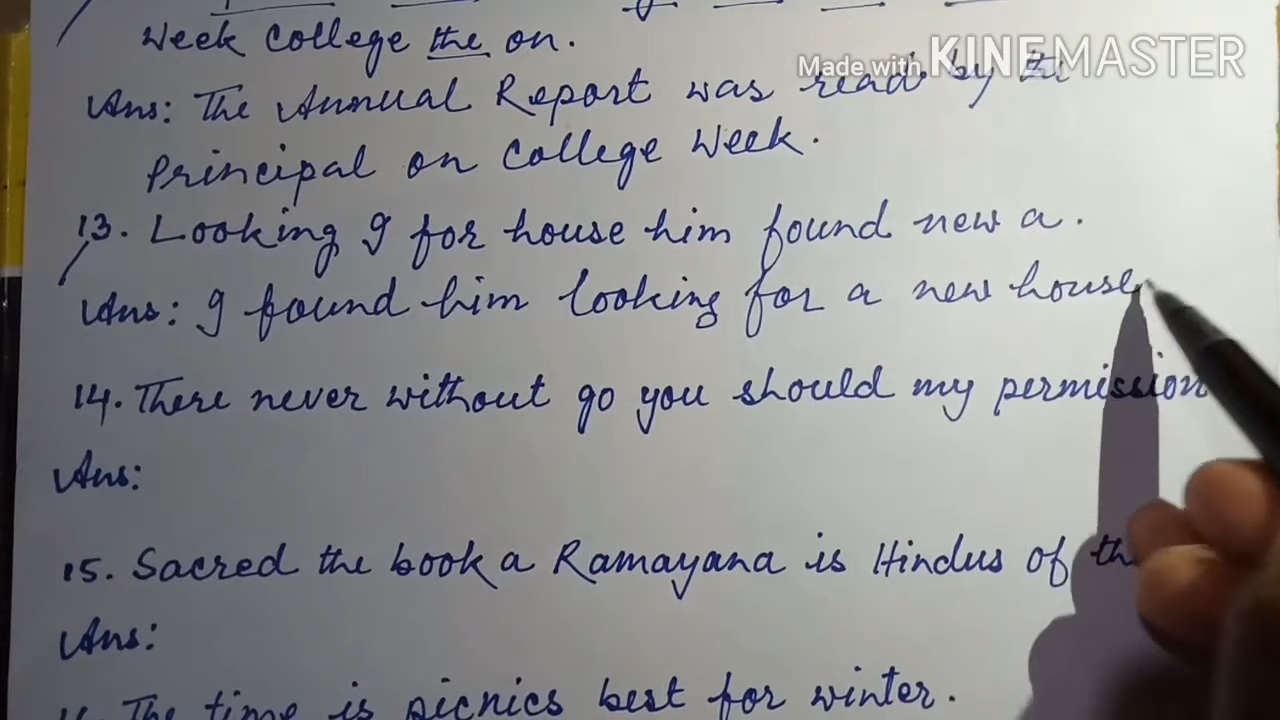 Made with KINEMASTER
Week College the on.
Ans: The Annual Report was read by the
Principal on College Week.
13. Looking I for house him found new a.
Ans: I found him looking for a new house
14. There never without go you should my permission
Ans:
15. Sacred the book a Ramayana is Hindus of the
Ans:
The time is picnics best for winter.